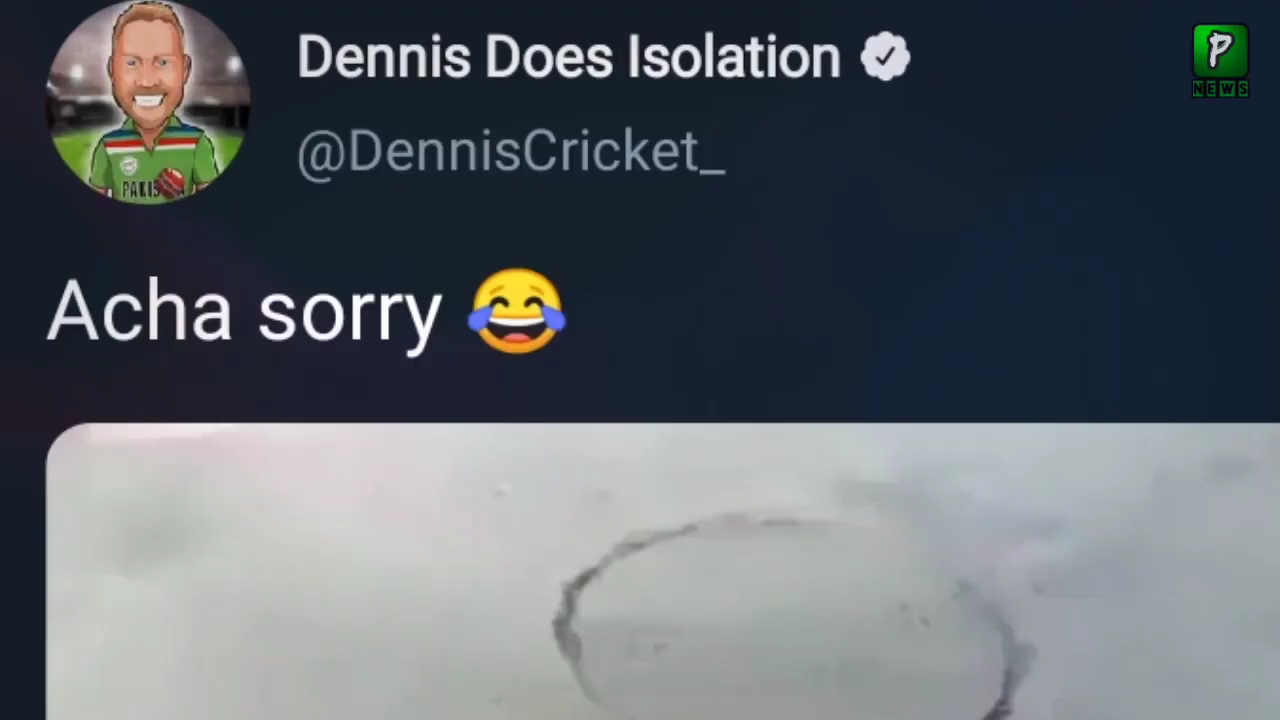 Dennis Does Isolation
@DennisCricket_
Acha sorry 😂
P
NEWS